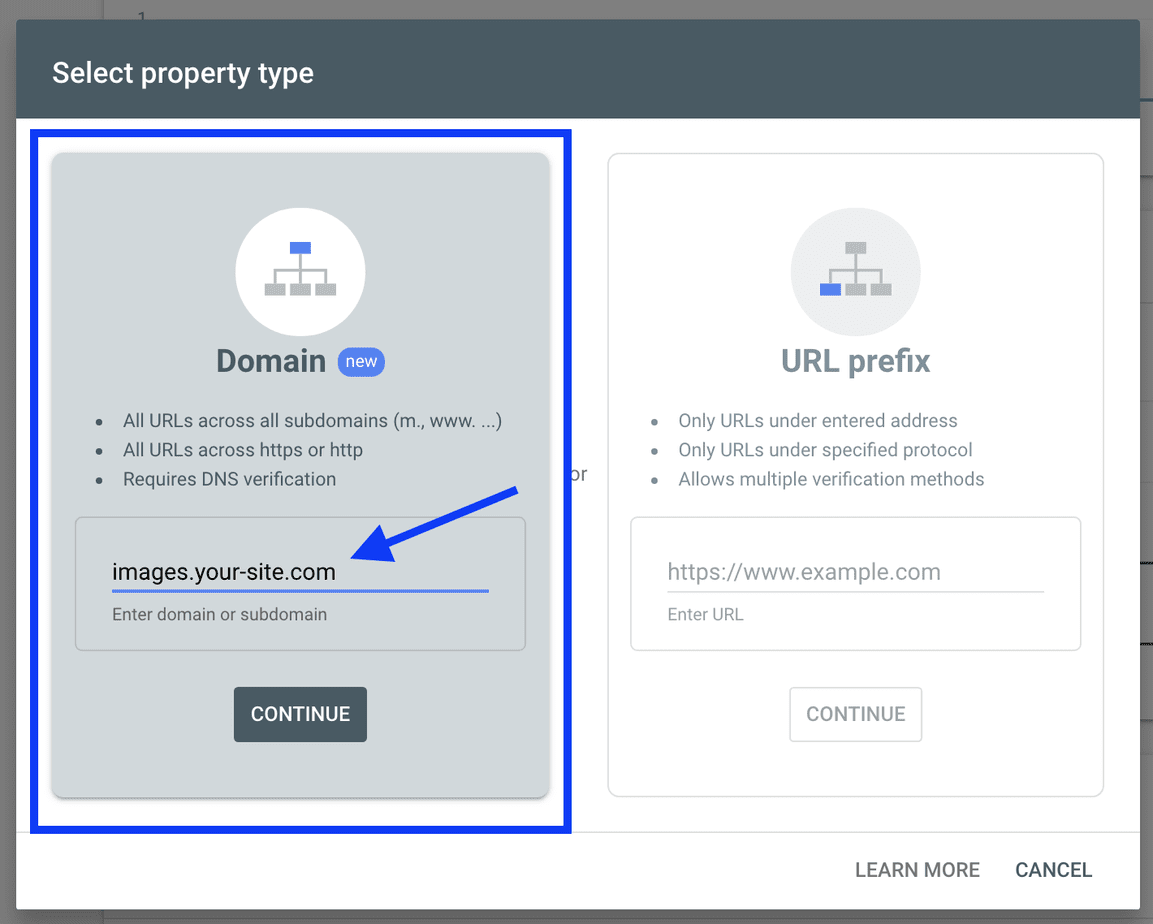 1
Select property type
Domain new
All URLs across all subdomains (m., www. ...)
All URLs across https or http
Requires DNS verification
images.your-site.com
Enter domain or subdomain
CONTINUE
or
URL prefix
Only URLs under entered address
Only URLs under specified protocol
Allows multiple verification methods
https://www.example.com
Enter URL
CONTINUE
LEARN MORE CANCEL